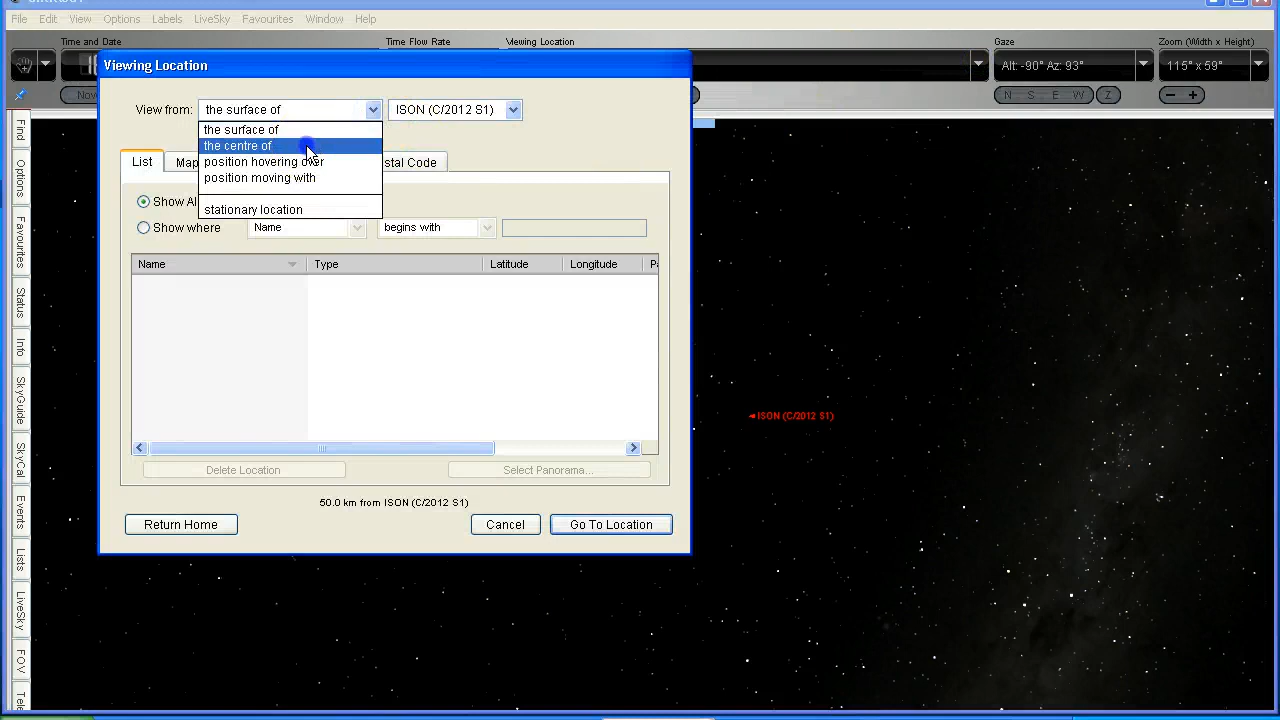 File Edit View Options Labels LiveSky Favourites Window Help
Time and Date Time Flow Rate Viewing Location Gaze Zoom (Width x Height)
Alt: -90° Az: 93° 115° x 59°
N S E W Z
Viewing Location
View from: the surface of ISON (C/2012 S1)
the surface of
the centre of
position hovering over
position moving with
stationary location
List
Show
Show where Name begins with
Name Type Latitude Longitude
Delete Location Select Panorama...
50.0 km from ISON (C/2012 S1)
Return Home Cancel Go To Location
ISON (C/2012 S1)
Find
Options
Favourites
Status
Info
SkyGuide
SkyCal
Events
Lists
LiveSky
FOV